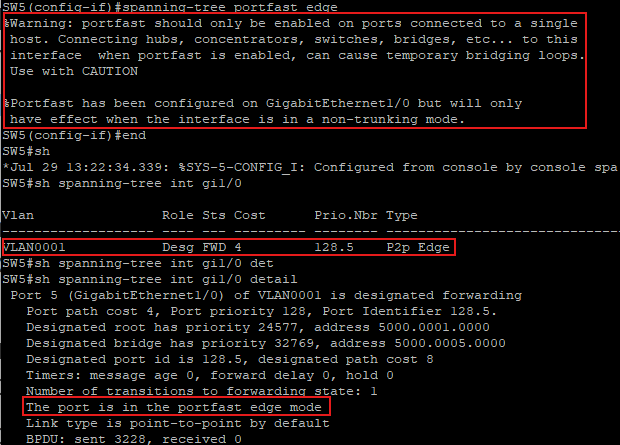 SW5(config-if)#spanning-tree portfast edge
%Warning: portfast should only be enabled on ports connected to a single
host. Connecting hubs, concentrators, switches, bridges, etc... to this
interface  when portfast is enabled, can cause temporary bridging loops.
Use with CAUTION
%Portfast has been configured on GigabitEthernet1/0 but will only
have effect when the interface is in a non-trunking mode.
SW5(config-if)#end
SW5#sh
*Jul 29 13:22:34.339: %SYS-5-CONFIG_I: Configured from console by console spa
SW5#sh spanning-tree int gi1/0
Vlan                Role Sts Cost      Prio.Nbr Type
------------------- ---- --- --------- -------- --------------------------------
VLAN0001            Desg FWD 4         128.5    P2p Edge
SW5#sh spanning-tree int gi1/0 det
SW5#sh spanning-tree int gi1/0 detail
Port 5 (GigabitEthernet1/0) of VLAN0001 is designated forwarding
Port path cost 4, Port priority 128, Port Identifier 128.5.
Designated root has priority 24577, address 5000.0001.0000
Designated bridge has priority 32769, address 5000.0005.0000
Designated port id is 128.5, designated path cost 8
Timers: message age 0, forward delay 0, hold 0
Number of transitions to forwarding state: 1
The port is in the portfast edge mode
Link type is point-to-point by default
BPDU: sent 3228, received 0